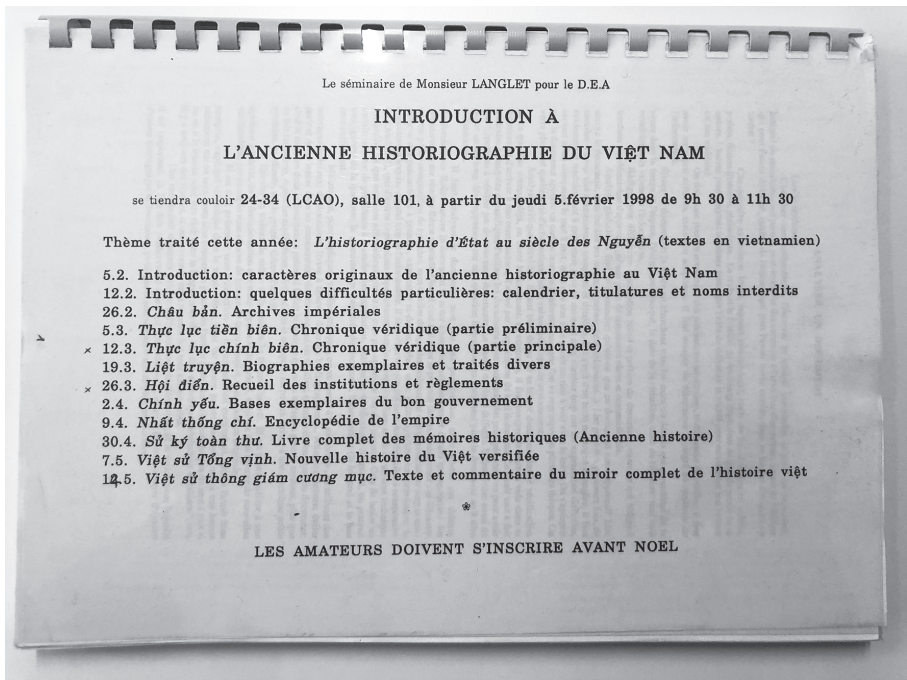 Le séminaire de Monsieur LANGLET pour le D.E.A
INTRODUCTION À
L'ANCIENNE HISTORIOGRAPHIE DU VIỆT NAM
se tiendra couloir 24-34 (LCAO), salle 101, à partir du jeudi 5.février 1998 de 9h 30 à 11h 30
Thème traité cette année: L'historiographie d'État au siècle des Nguyễn (textes en vietnamien)
5.2. Introduction: caractères originaux de l'ancienne historiographie au Việt Nam
12.2. Introduction: quelques difficultés particulières: calendrier, titulatures et noms interdits
26.2. Châu bản. Archives impériales
5.3. Thực lục tiền biên. Chronique véridique (partie préliminaire)
× 12.3. Thực lục chính biên. Chronique véridique (partie principale)
19.3. Liệt truyện. Biographies exemplaires et traités divers
× 26.3. Hội điển. Recueil des institutions et règlements
2.4. Chính yếu. Bases exemplaires du bon gouvernement
9.4. Nhất thống chí. Encyclopédie de l'empire
30.4. Sử ký toàn thư. Livre complet des mémoires historiques (Ancienne histoire)
7.5. Việt sử Tổng vịnh. Nouvelle histoire du Việt versifiée
14.5. Việt sử thông giám cương mục. Texte et commentaire du miroir complet de l'histoire việt
LES AMATEURS DOIVENT S'INSCRIRE AVANT NOEL